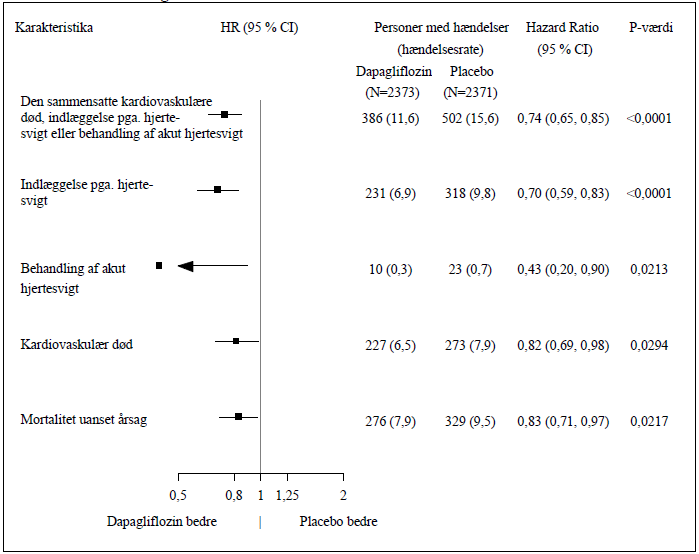 Karakteristika HR (95 % CI) Personer med hændelser Hazard Ratio P-værdi
(hændelsesrate) (95 % CI)
Dapagliflozin Placebo
(N=2373) (N=2371)
Den sammensatte kardiovaskulære
død, indlæggelse pga. hjerte-
svigt eller behandling af akut hjertesvigt
386 (11,6) 502 (15,6) 0,74 (0,65, 0,85) <0,0001
Indlæggelse pga. hjerte-
svigt
231 (6,9) 318 (9,8) 0,70 (0,59, 0,83) <0,0001
Behandling af akut
hjertesvigt
10 (0,3) 23 (0,7) 0,43 (0,20, 0,90) 0,0213
Kardiovaskulær død 227 (6,5) 273 (7,9) 0,82 (0,69, 0,98) 0,0294
Mortalitet uanset årsag 276 (7,9) 329 (9,5) 0,83 (0,71, 0,97) 0,0217
0,5 0,8 1 1,25 2
Dapagliflozin bedre | Placebo bedre